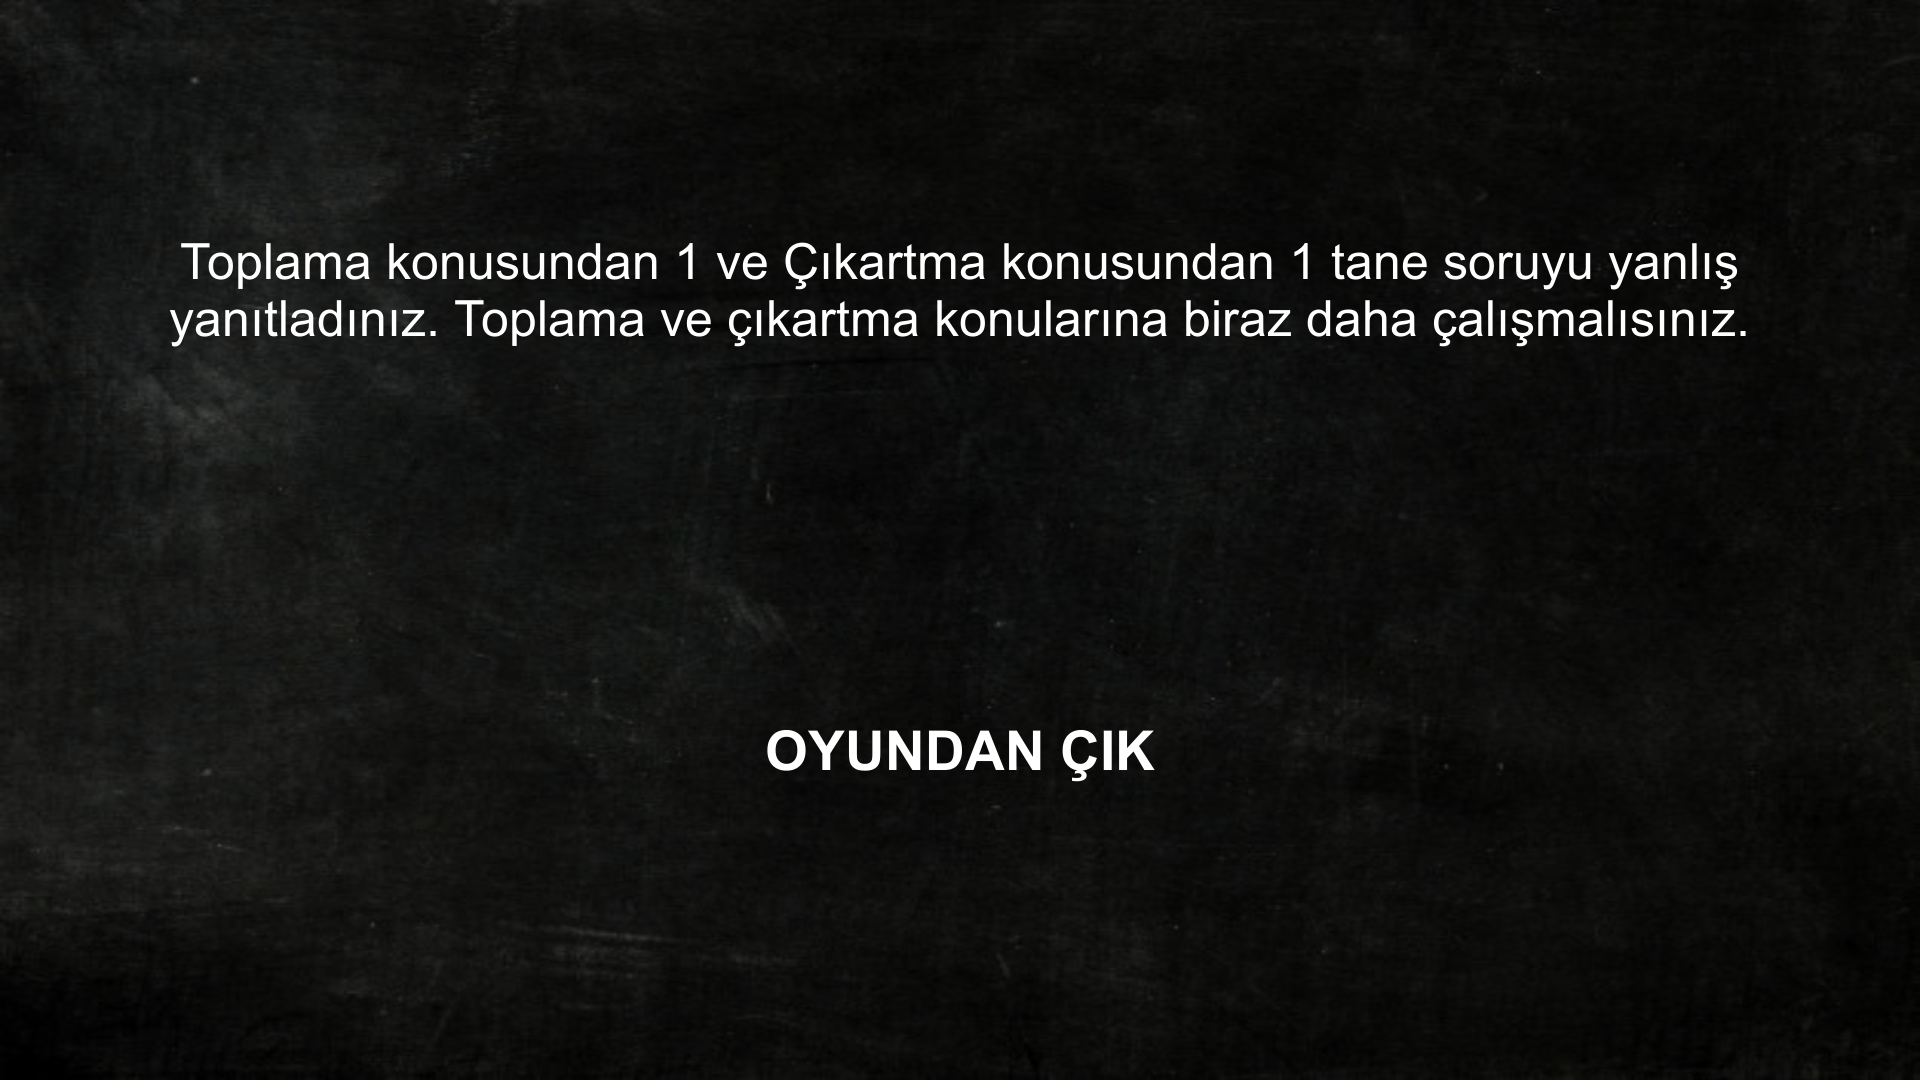 Toplama konusundan 1 ve Çıkartma konusundan 1 tane soruyu yanlış
yanıtladınız. Toplama ve çıkartma konularına biraz daha çalışmalısınız.
OYUNDAN ÇIK